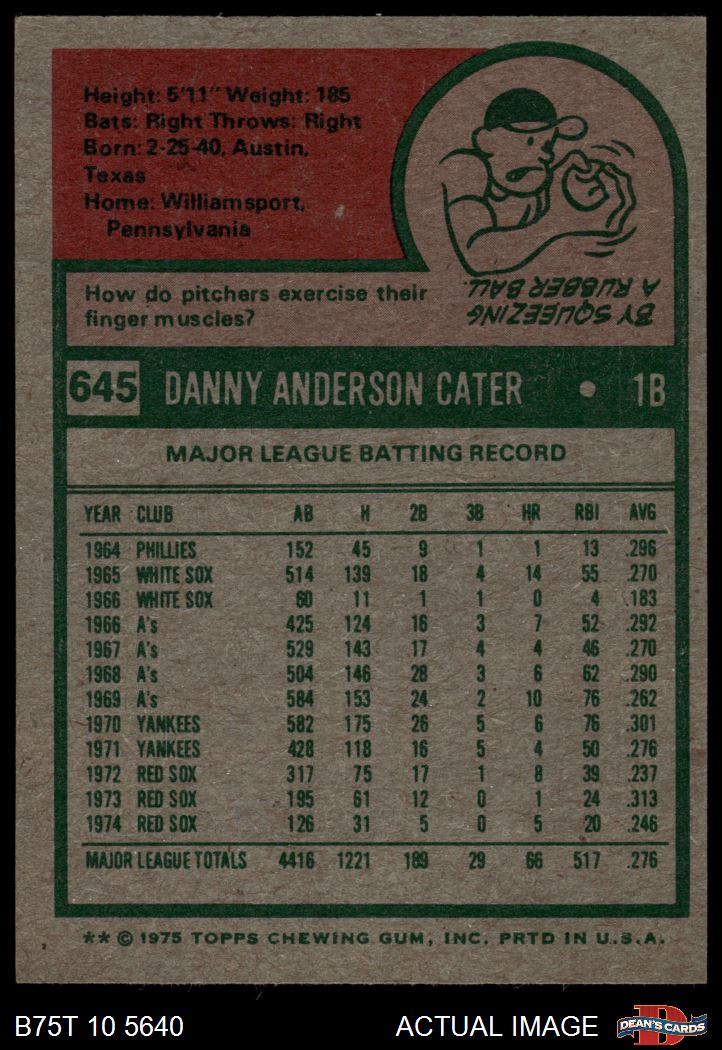 Height: 5'11" Weight: 185
Bats: Right Throws: Right
Born: 2-25-40, Austin,
Texas
Home: Williamsport,
Pennsylvania
How do pitchers exercise their
finger muscles?
BY SQUEEZING
A RUBBER BALL.
645 DANNY ANDERSON CATER • 1B
MAJOR LEAGUE BATTING RECORD
YEAR CLUB AB H 2B 3B HR RBI AVG
1964 PHILLIES 152 45 9 1 1 13 .296
1965 WHITE SOX 514 139 18 4 14 55 .270
1966 WHITE SOX 60 11 1 1 0 4 .183
1966 A's 425 124 16 3 7 52 .292
1967 A's 529 143 17 4 4 46 .270
1968 A's 504 146 28 3 6 62 .290
1969 A's 584 153 24 2 10 76 .262
1970 YANKEES 582 175 26 5 6 76 .301
1971 YANKEES 428 118 16 5 4 50 .276
1972 RED SOX 317 75 17 1 8 39 .237
1973 RED SOX 195 61 12 0 1 24 .313
1974 RED SOX 126 31 5 0 5 20 .246
MAJOR LEAGUE TOTALS 4416 1221 189 29 66 517 .276
** © 1975 TOPPS CHEWING GUM, INC. PRTD IN U.S.A.
B75T 10 5640 ACTUAL IMAGE DEAN'S CARDS